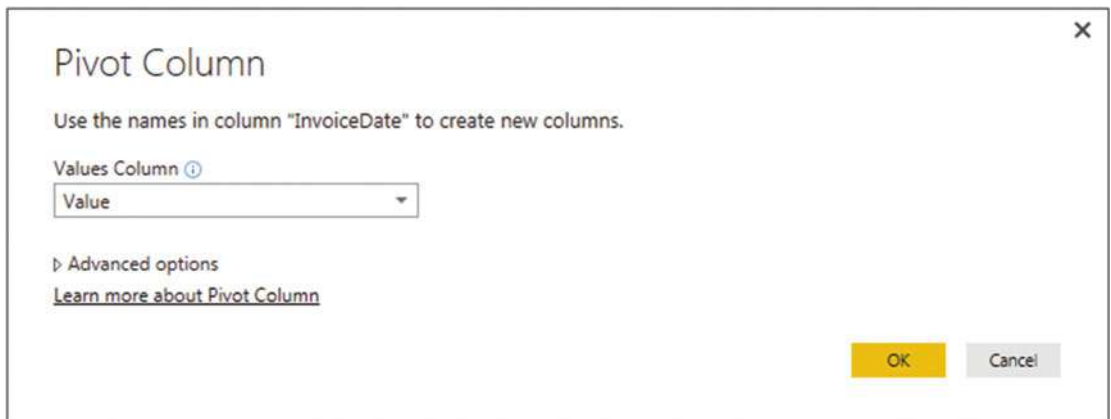 Pivot Column
Use the names in column "InvoiceDate" to create new columns.
Values Column
Value
Advanced options
Learn more about Pivot Column
OK Cancel